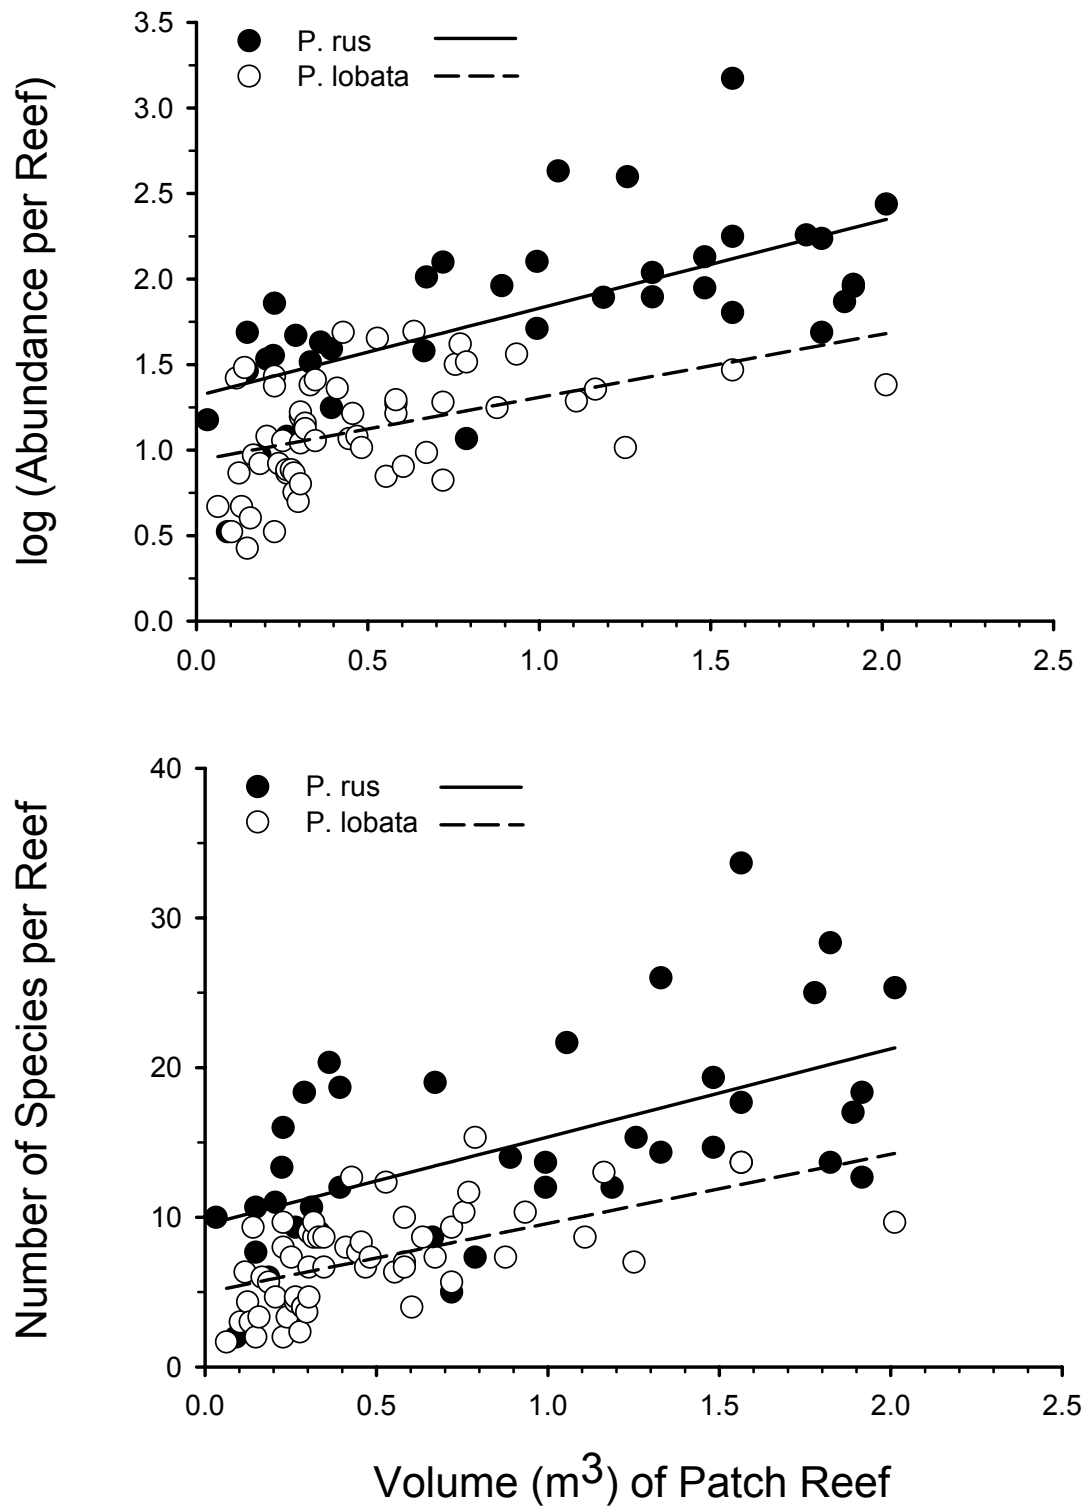 log (Abundance per Reef)
3.5
3.0
2.5
2.0
1.5
1.0
0.5
0.0
P. rus
P. lobata
0.0 0.5 1.0 1.5 2.0 2.5
Number of Species per Reef
40
30
20
10
0
P. rus
P. lobata
0.0 0.5 1.0 1.5 2.0 2.5
Volume (m³) of Patch Reef